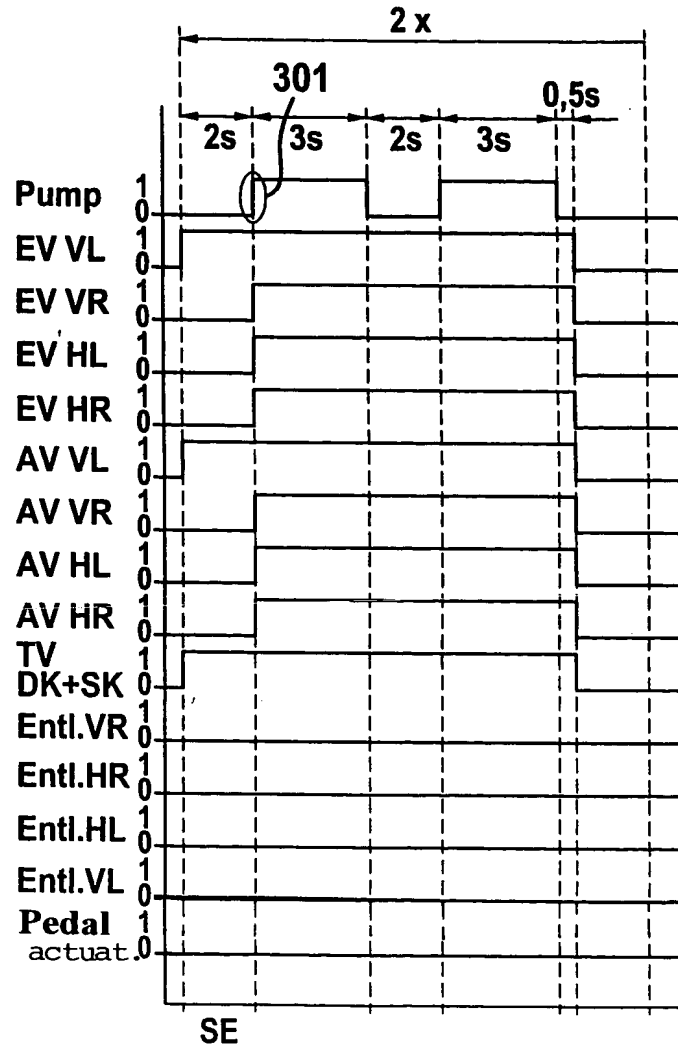 2 x
301
0,5s
2s 3s 2s 3s
Pump 1 0
EV VL 1 0
EV VR 1 0
EV HL 1 0
EV HR 1 0
AV VL 1 0
AV VR 1 0
AV HL 1 0
AV HR 1 0
TV
DK+SK 1 0
Entl.VR 1 0
Entl.HR 1 0
Entl.HL 1 0
Entl.VL 1 0
Pedal 1
actuat. 0
SE